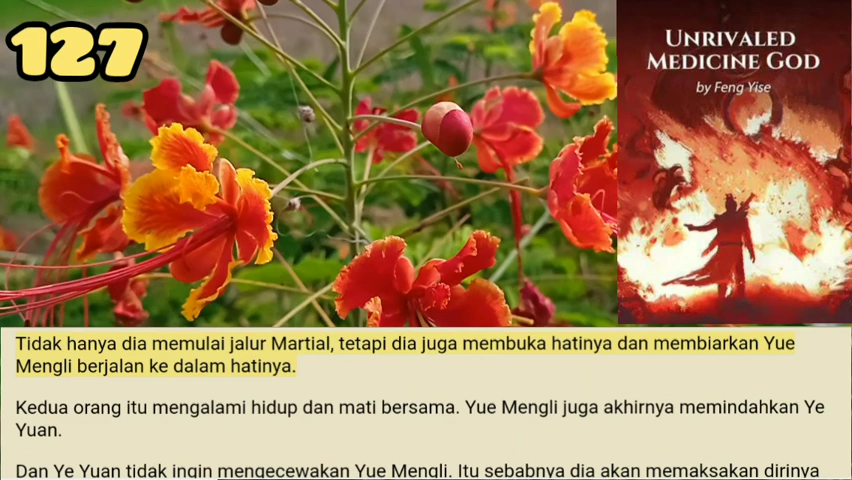 127
UNRIVALED
MEDICINE GOD
by Feng Yise
Tidak hanya dia memulai jalur Martial, tetapi dia juga membuka hatinya dan membiarkan Yue
Mengli berjalan ke dalam hatinya.
Kedua orang itu mengalami hidup dan mati bersama. Yue Mengli juga akhirnya memindahkan Ye
Yuan.
Dan Ye Yuan tidak ingin mengecewakan Yue Mengli. Itu sebabnya dia akan memaksakan dirinya